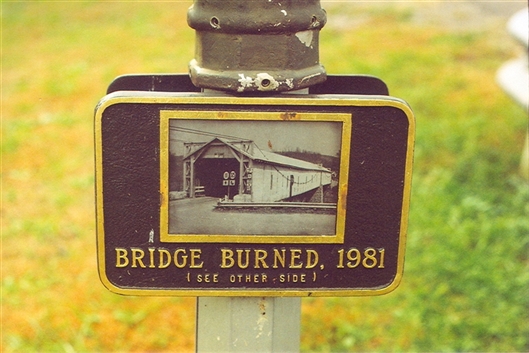 BRIDGE BURNED, 1981
(SEE OTHER SIDE)